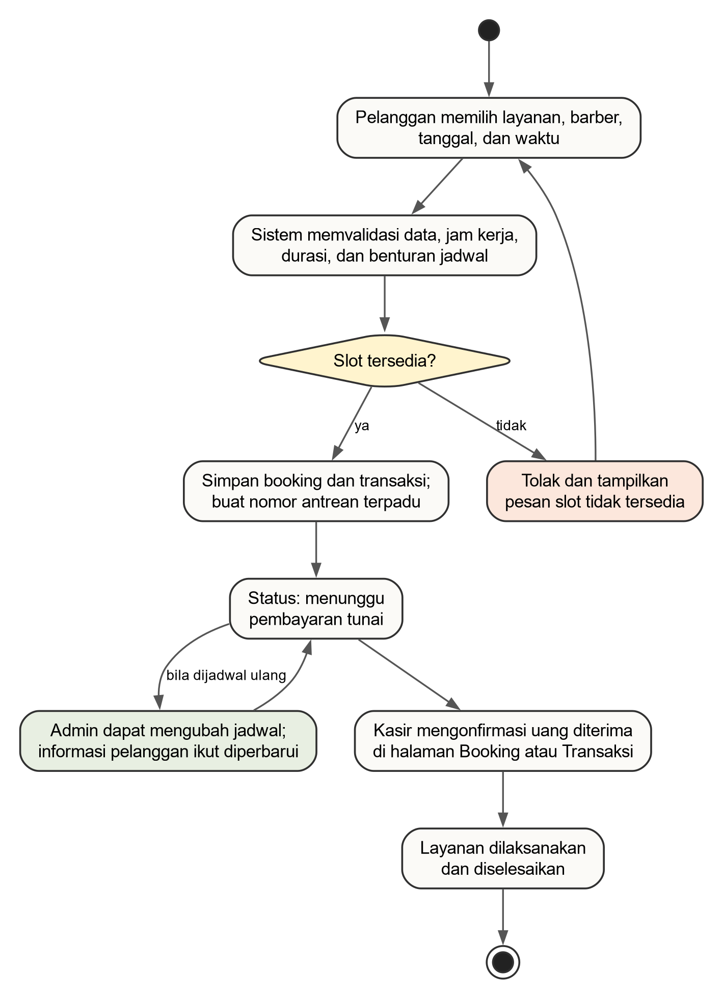 Pelanggan memilih layanan, barber,
tanggal, dan waktu
Sistem memvalidasi data, jam kerja,
durasi, dan benturan jadwal
Slot tersedia?
ya
tidak
Simpan booking dan transaksi;
buat nomor antrean terpadu
Tolak dan tampilkan
pesan slot tidak tersedia
Status: menunggu
pembayaran tunai
bila dijadwal ulang
Admin dapat mengubah jadwal;
informasi pelanggan ikut diperbarui
Kasir mengonfirmasi uang diterima
di halaman Booking atau Transaksi
Layanan dilaksanakan
dan diselesaikan